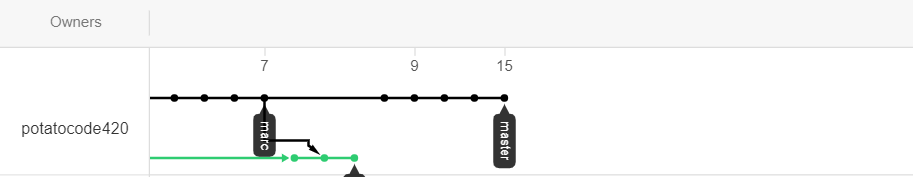 Owners
7 9 15
potatocode420
marc
master